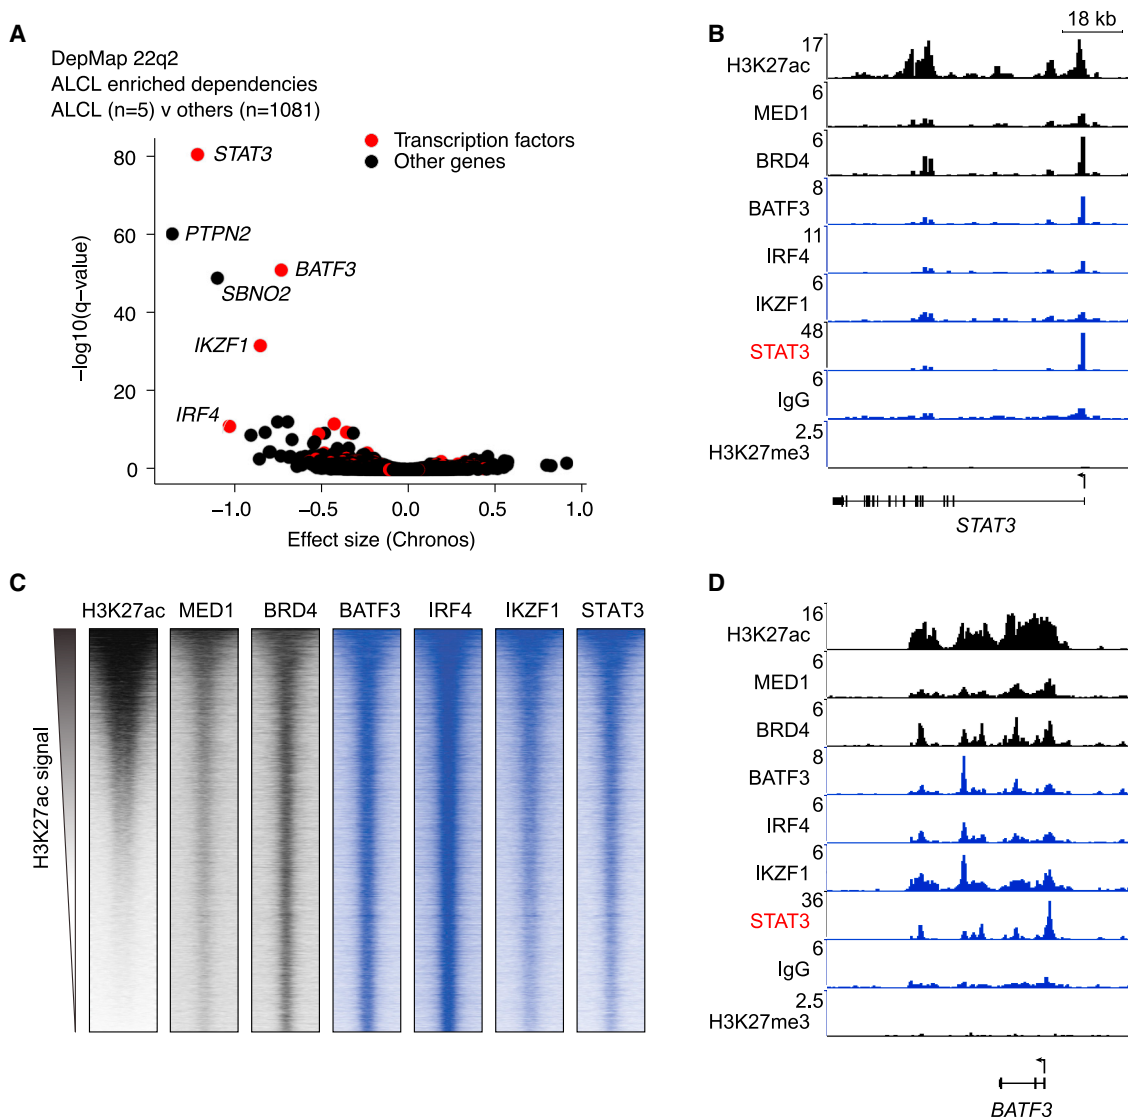 A
DepMap 22q2
ALCL enriched dependencies
ALCL (n=5) v others (n=1081)
Transcription factors
Other genes
STAT3
PTPN2
BATF3
SBNO2
IKZF1
IRF4
80
60
40
20
0
−log10(q-value)
−1.0 −0.5 0.0 0.5 1.0
Effect size (Chronos)
B
18 kb
17
H3K27ac
6
MED1
6
BRD4
8
BATF3
11
IRF4
6
IKZF1
48
STAT3
6
IgG
2.5
H3K27me3
STAT3
C
H3K27ac MED1 BRD4 BATF3 IRF4 IKZF1 STAT3
H3K27ac signal
D
16
H3K27ac
6
MED1
6
BRD4
8
BATF3
6
IRF4
6
IKZF1
36
STAT3
6
IgG
2.5
H3K27me3
BATF3